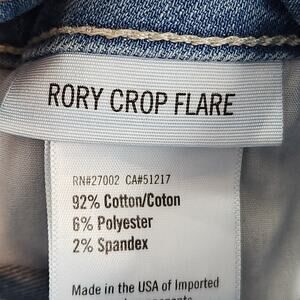 RORY CROP FLARE
RN#27002 CA#51217
92% Cotton/Coton
6% Polyester
2% Spandex
Made in the USA of Imported